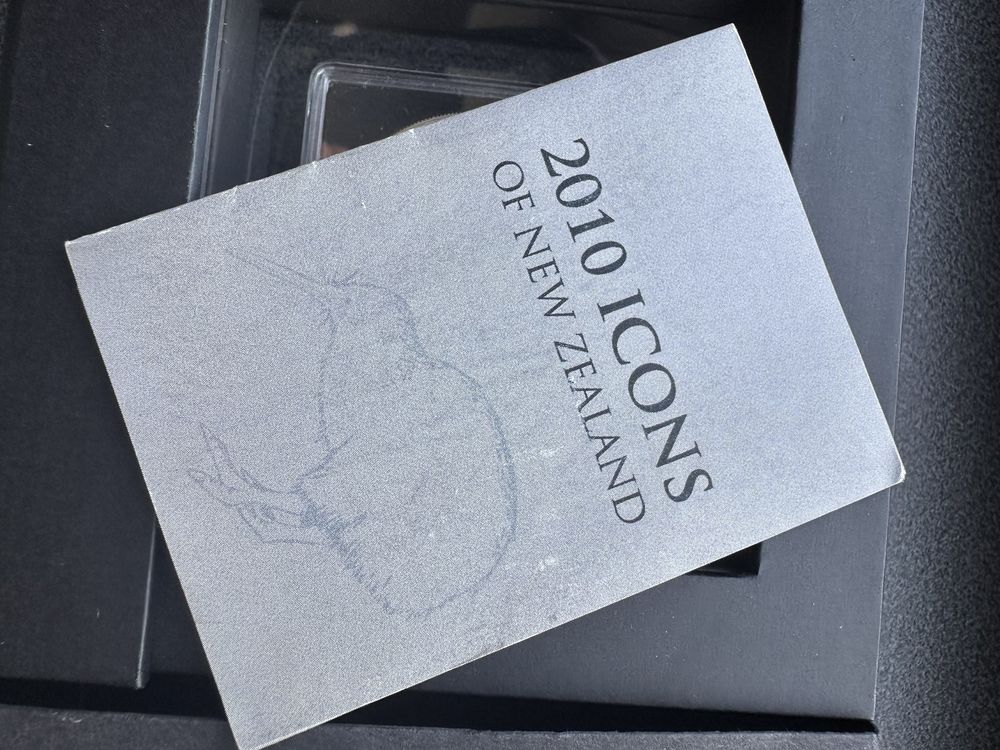 2010 ICONS
OF NEW ZEALAND